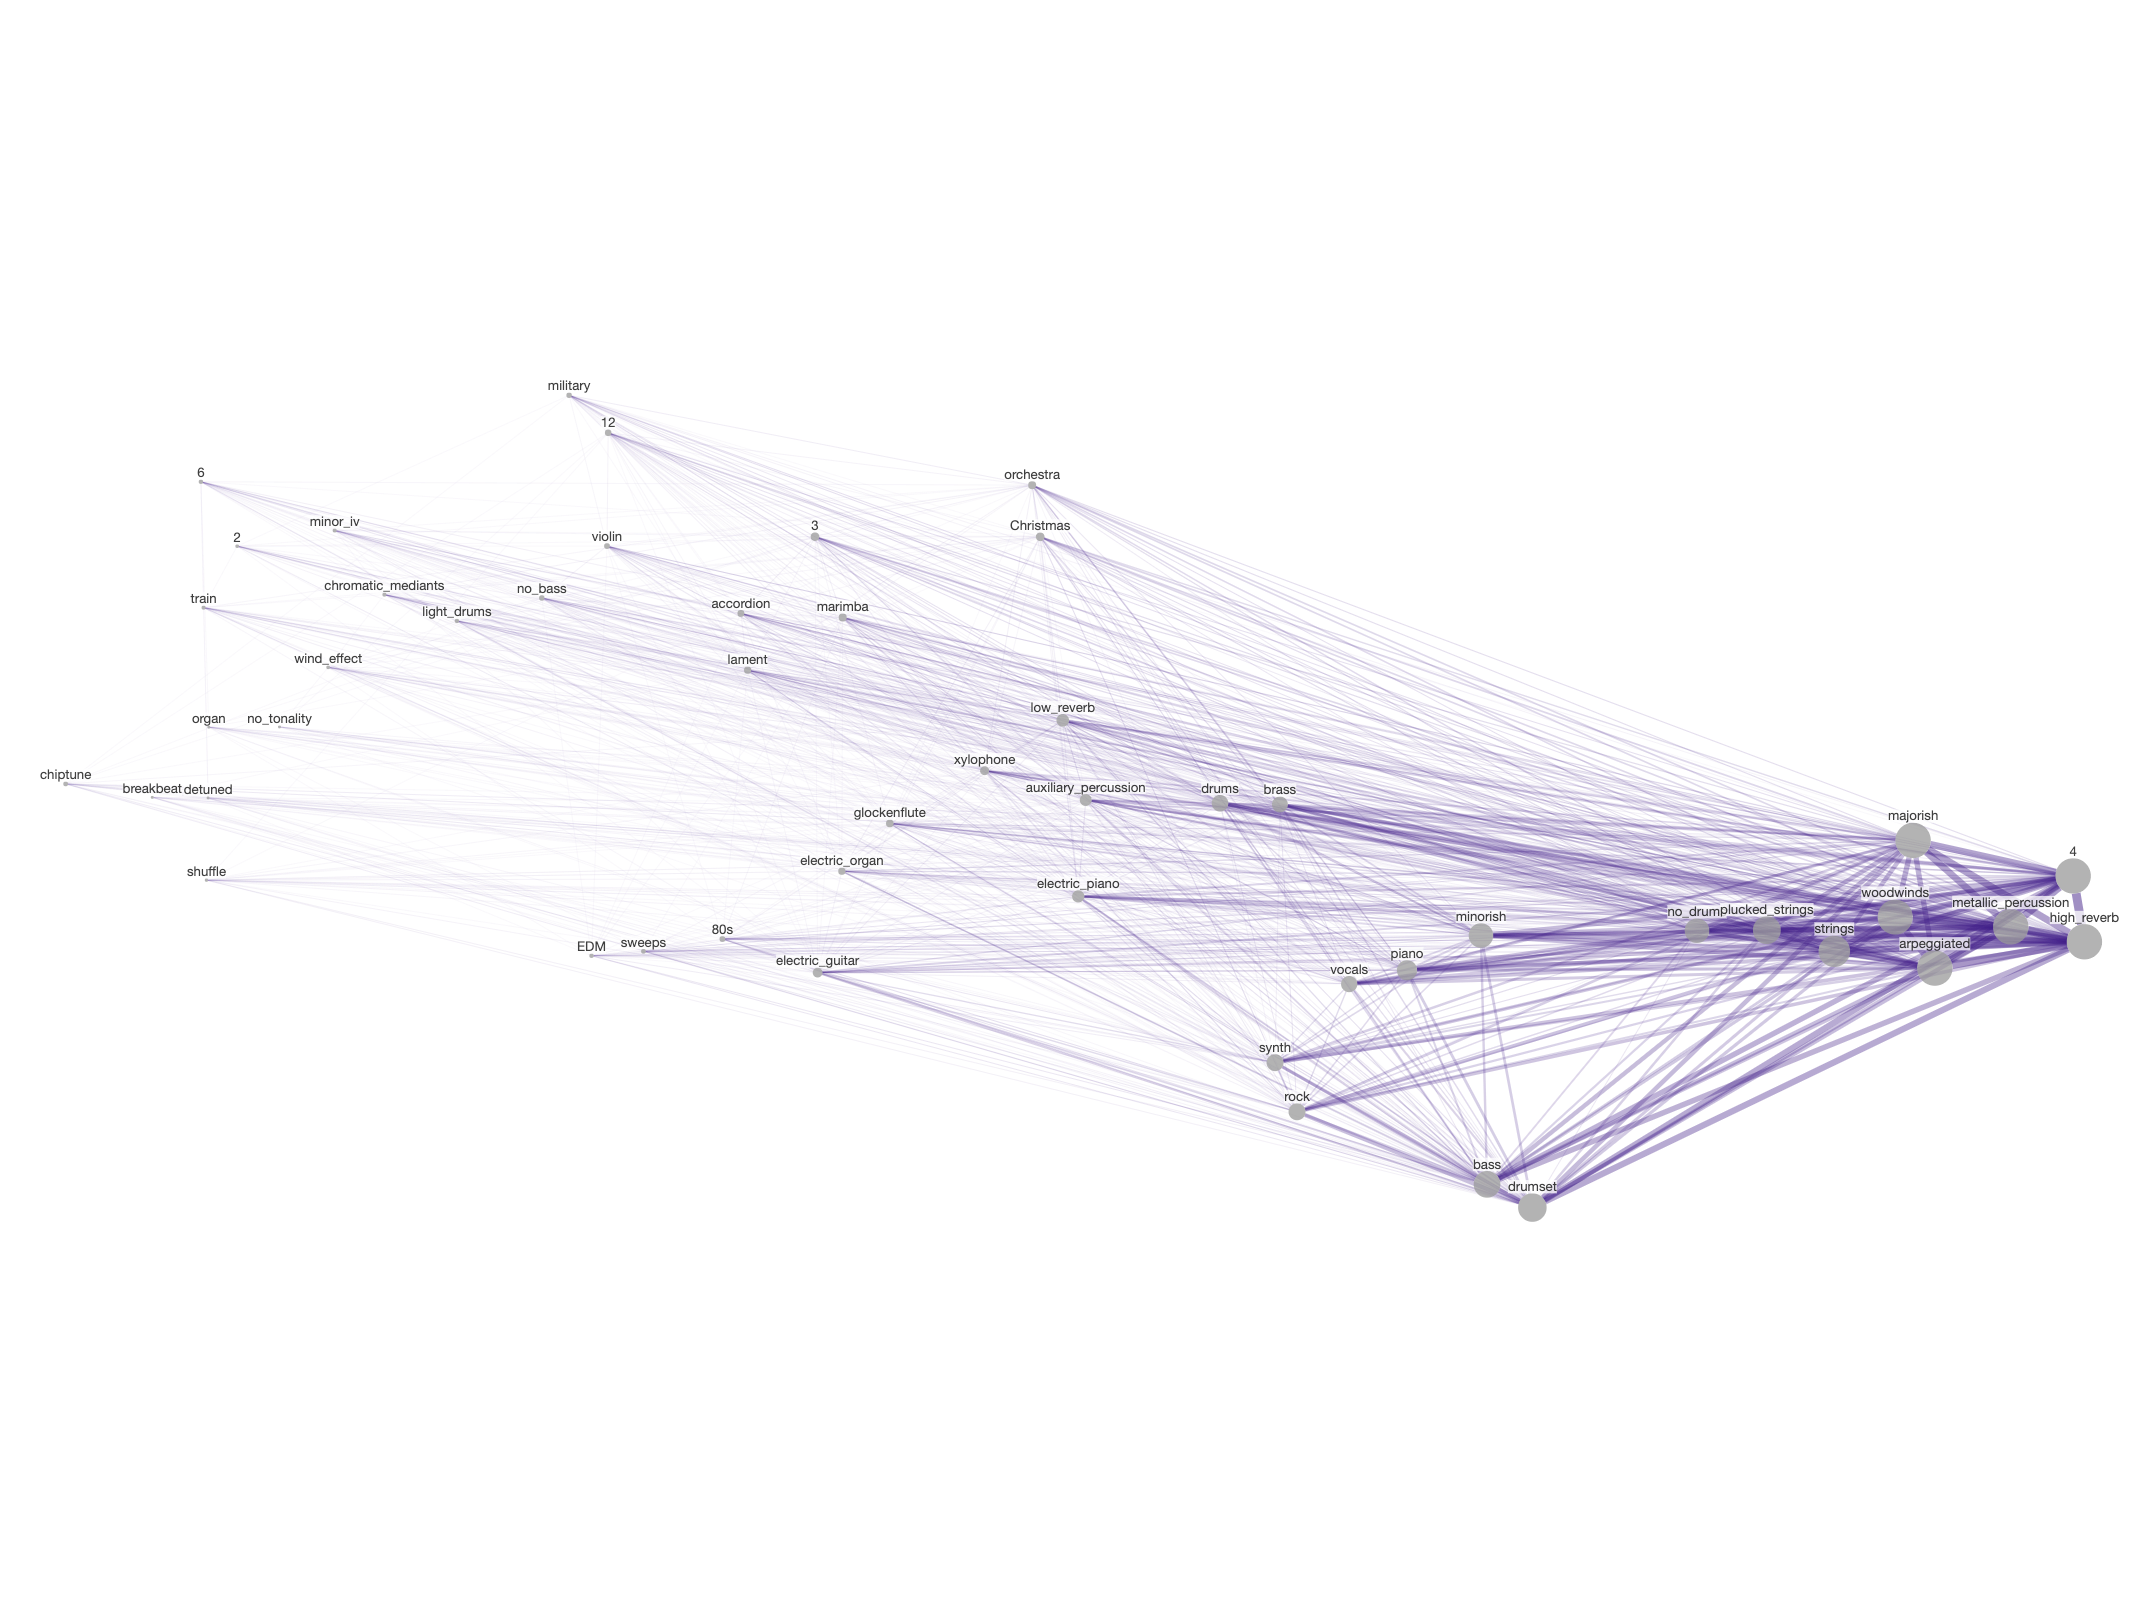 military
12
6
orchestra
minor_iv
3
Christmas
2
violin
chromatic_mediants
no_bass
train
light_drums
accordion
marimba
wind_effect
lament
low_reverb
organ
no_tonality
xylophone
chiptune
breakbeat
detuned
auxiliary_percussion
drums
brass
glockenflute
majorish
4
electric_organ
shuffle
electric_piano
woodwinds
metallic_percussion
no_drum
plucked_strings
minorish
high_reverb
80s
strings
EDM
sweeps
arpeggiated
electric_guitar
piano
vocals
synth
rock
bass
drumset